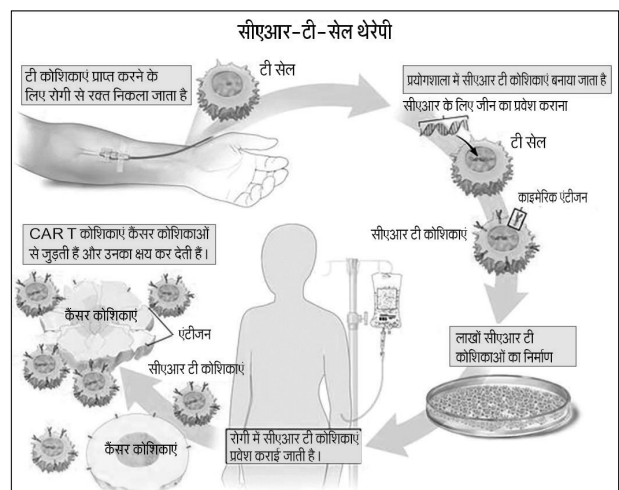 सीएआर-टी-सेल थेरेपी
टी कोशिकाएं प्राप्त करने के
लिए रोगी से रक्त निकला जाता है
टी सेल
प्रयोगशाला में सीएआर टी कोशिकाएं बनाया जाता है
सीएआर के लिए जीन का प्रवेश कराना
टी सेल
काइमेरिक एंटीजन
सीएआर टी कोशिकाएं
लाखों सीएआर टी
कोशिकाओं का निर्माण
रोगी में सीएआर टी कोशिकाएं
प्रवेश कराई जाती है।
CAR T कोशिकाएं कैंसर कोशिकाओं
से जुड़ती हैं और उनका क्षय कर देती हैं।
कैंसर कोशिकाएं
एंटीजन
सीएआर टी कोशिकाएं
कैंसर कोशिकाएं